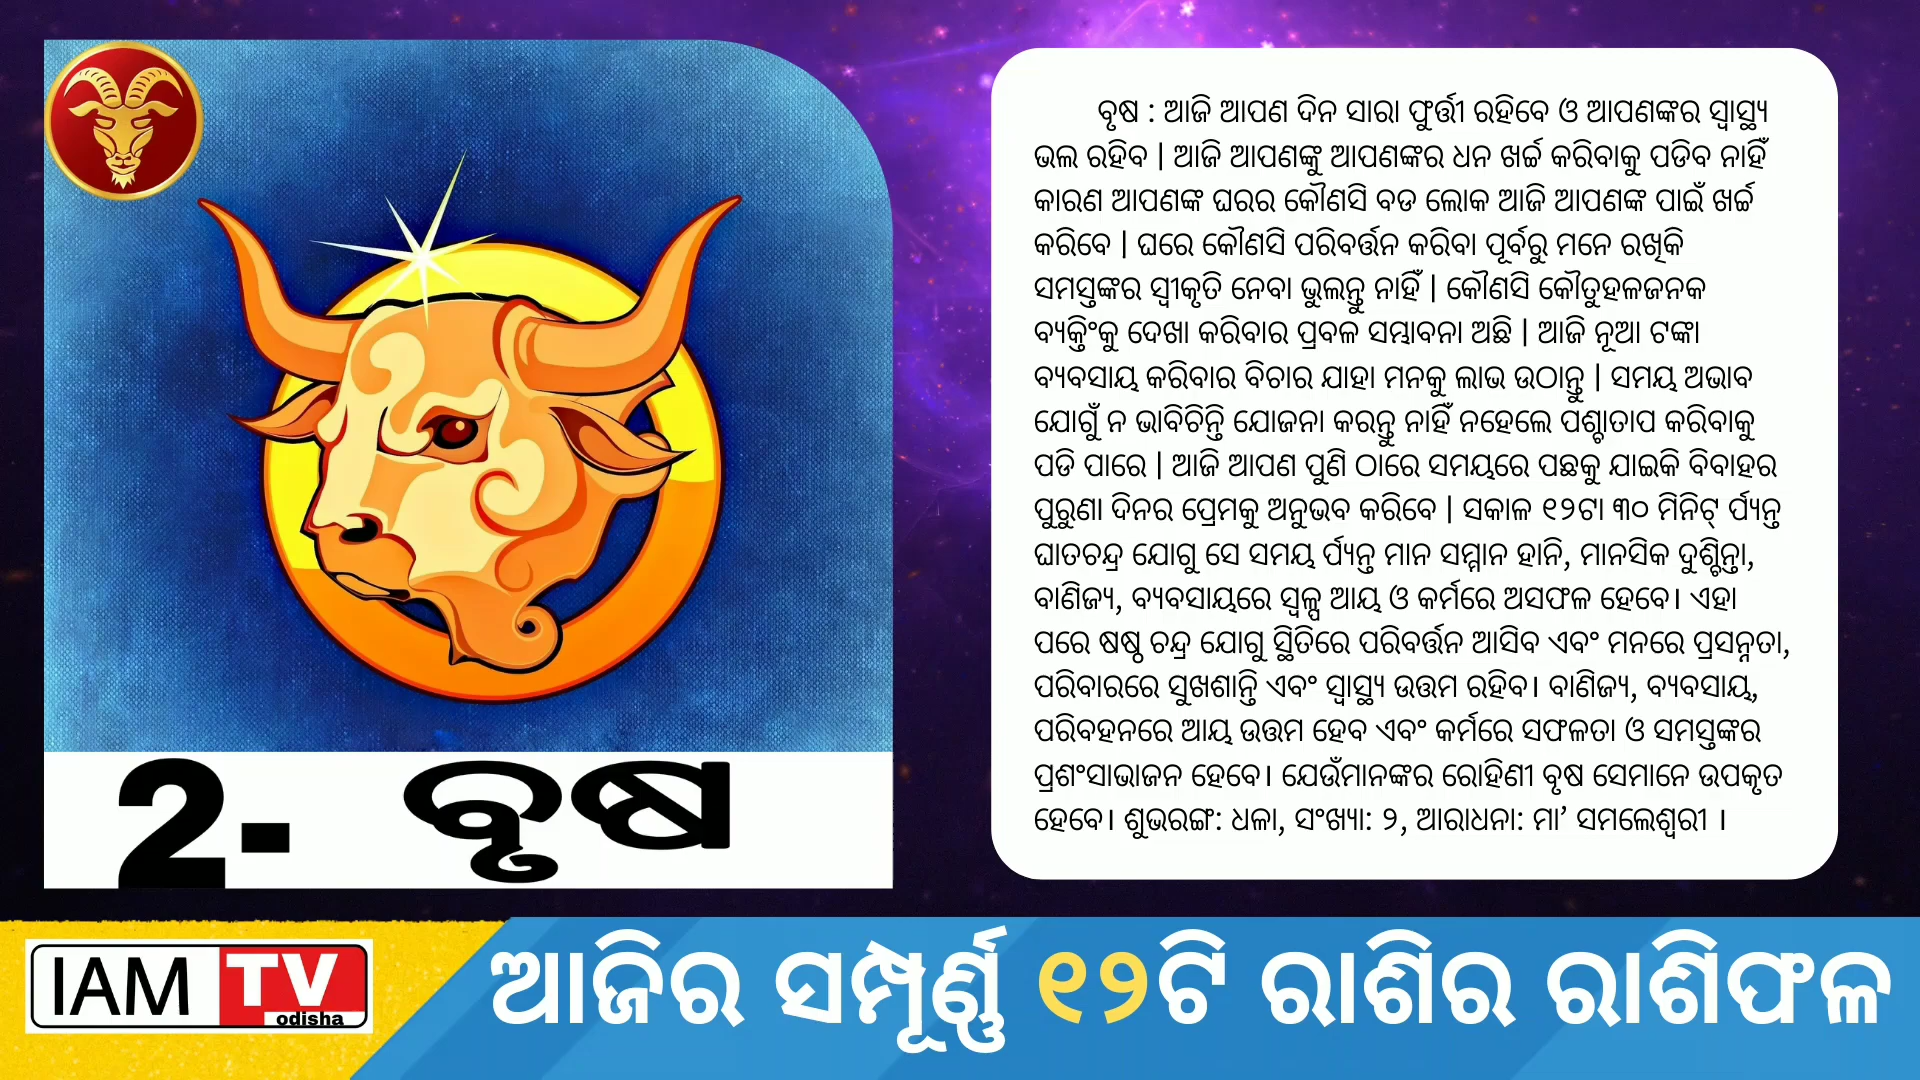 ବୃଷ : ଆଜି ଆପଣ ଦିନ ସାରା ଫୁର୍ତ୍ତୀ ରହିବେ ଓ ଆପଣଙ୍କର ସ୍ୱାସ୍ଥ୍ୟ
ଭଲ ରହିବ | ଆଜି ଆପଣଙ୍କୁ ଆପଣଙ୍କର ଧନ ଖର୍ଚ୍ଚ କରିବାକୁ ପଡିବ ନାହିଁ
କାରଣ ଆପଣଙ୍କ ଘରର କୌଣସି ବଡ ଲୋକ ଆଜି ଆପଣଙ୍କ ପାଇଁ ଖର୍ଚ୍ଚ
କରିବେ | ଘରେ କୌଣସି ପରିବର୍ତ୍ତନ କରିବା ପୂର୍ବରୁ ମନେ ରଖିକି
ସମସ୍ତଙ୍କର ସ୍ୱୀକୃତି ନେବା ଭୁଲନ୍ତୁ ନାହିଁ | କୌଣସି କୌତୁହଳଜନକ
ବ୍ୟକ୍ତିଂକୁ ଦେଖା କରିବାର ପ୍ରବଳ ସମ୍ଭାବନା ଅଛି | ଆଜି ନୂଆ ଟଙ୍କା
ବ୍ୟବସାୟ କରିବାର ବିଚାର ଯାହା ମନକୁ ଲାଭ ଉଠାନ୍ତୁ | ସମୟ ଅଭାବ
ଯୋଗୁଁ ନ ଭାବିଚିନ୍ତି ଯୋଜନା କରନ୍ତୁ ନାହିଁ ନହେଲେ ପଶ୍ଚାତାପ କରିବାକୁ
ପଡି ପାରେ | ଆଜି ଆପଣ ପୁଣି ଠାରେ ସମୟରେ ପଛକୁ ଯାଇକି ବିବାହର
ପୁରୁଣା ଦିନର ପ୍ରେମକୁ ଅନୁଭବ କରିବେ | ସକାଳ ୧୨ଟା ୩୦ ମିନିଟ୍ ର୍ପ୍ୟନ୍ତ
ଘାତଚନ୍ଦ୍ର ଯୋଗୁ ସେ ସମୟ ର୍ପ୍ୟନ୍ତ ମାନ ସମ୍ମାନ ହାନି, ମାନସିକ ଦୁଶ୍ଚିନ୍ତା,
ବାଣିଜ୍ୟ, ବ୍ୟବସାୟରେ ସ୍ୱଳ୍ପ ଆୟ ଓ କର୍ମରେ ଅସଫଳ ହେବେ। ଏହା
ପରେ ଷଷ୍ଠ ଚନ୍ଦ୍ର ଯୋଗୁ ସ୍ଥିତିରେ ପରିବର୍ତ୍ତନ ଆସିବ ଏବଂ ମନରେ ପ୍ରସନ୍ନତା,
ପରିବାରରେ ସୁଖଶାନ୍ତି ଏବଂ ସ୍ୱାସ୍ଥ୍ୟ ଉତ୍ତମ ରହିବ। ବାଣିଜ୍ୟ, ବ୍ୟବସାୟ,
ପରିବହନରେ ଆୟ ଉତ୍ତମ ହେବ ଏବଂ କର୍ମରେ ସଫଳତା ଓ ସମସ୍ତଙ୍କର
ପ୍ରଶଂସାଭାଜନ ହେବେ। ଯେଉଁମାନଙ୍କର ରୋହିଣୀ ବୃଷ ସେମାନେ ଉପକୃତ
ହେବେ। ଶୁଭରଙ୍ଗ: ଧଳା, ସଂଖ୍ୟା: ୨, ଆରାଧନା: ମା’ ସମଲେଶ୍ୱରୀ ।
2- ବୃଷ
IAM TV
odisha
ଆଜିର ସମ୍ପୂର୍ଣ୍ଣ ୧୨ଟି ରାଶିର ରାଶିଫଳ